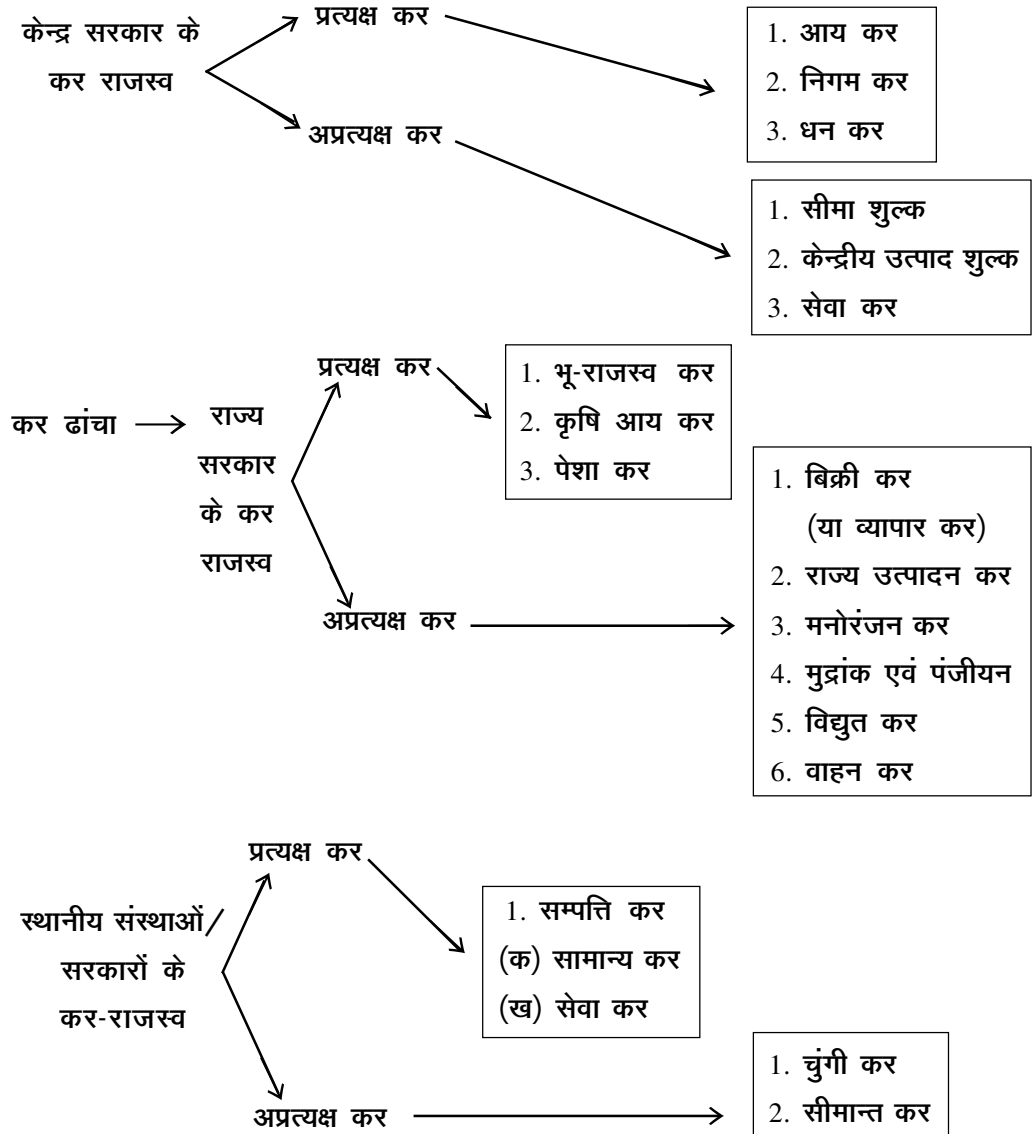 केन्द्र सरकार के
कर राजस्व
प्रत्यक्ष कर
1. आय कर
2. निगम कर
3. धन कर
अप्रत्यक्ष कर
1. सीमा शुल्क
2. केन्द्रीय उत्पाद शुल्क
3. सेवा कर
कर ढांचा
राज्य
सरकार
के कर
राजस्व
प्रत्यक्ष कर
1. भू-राजस्व कर
2. कृषि आय कर
3. पेशा कर
अप्रत्यक्ष कर
1. बिक्री कर
(या व्यापार कर)
2. राज्य उत्पादन कर
3. मनोरंजन कर
4. मुद्रांक एवं पंजीयन
5. विद्युत कर
6. वाहन कर
स्थानीय संस्थाओं/
सरकारों के
कर-राजस्व
प्रत्यक्ष कर
1. सम्पत्ति कर
(क) सामान्य कर
(ख) सेवा कर
अप्रत्यक्ष कर
1. चुंगी कर
2. सीमान्त कर